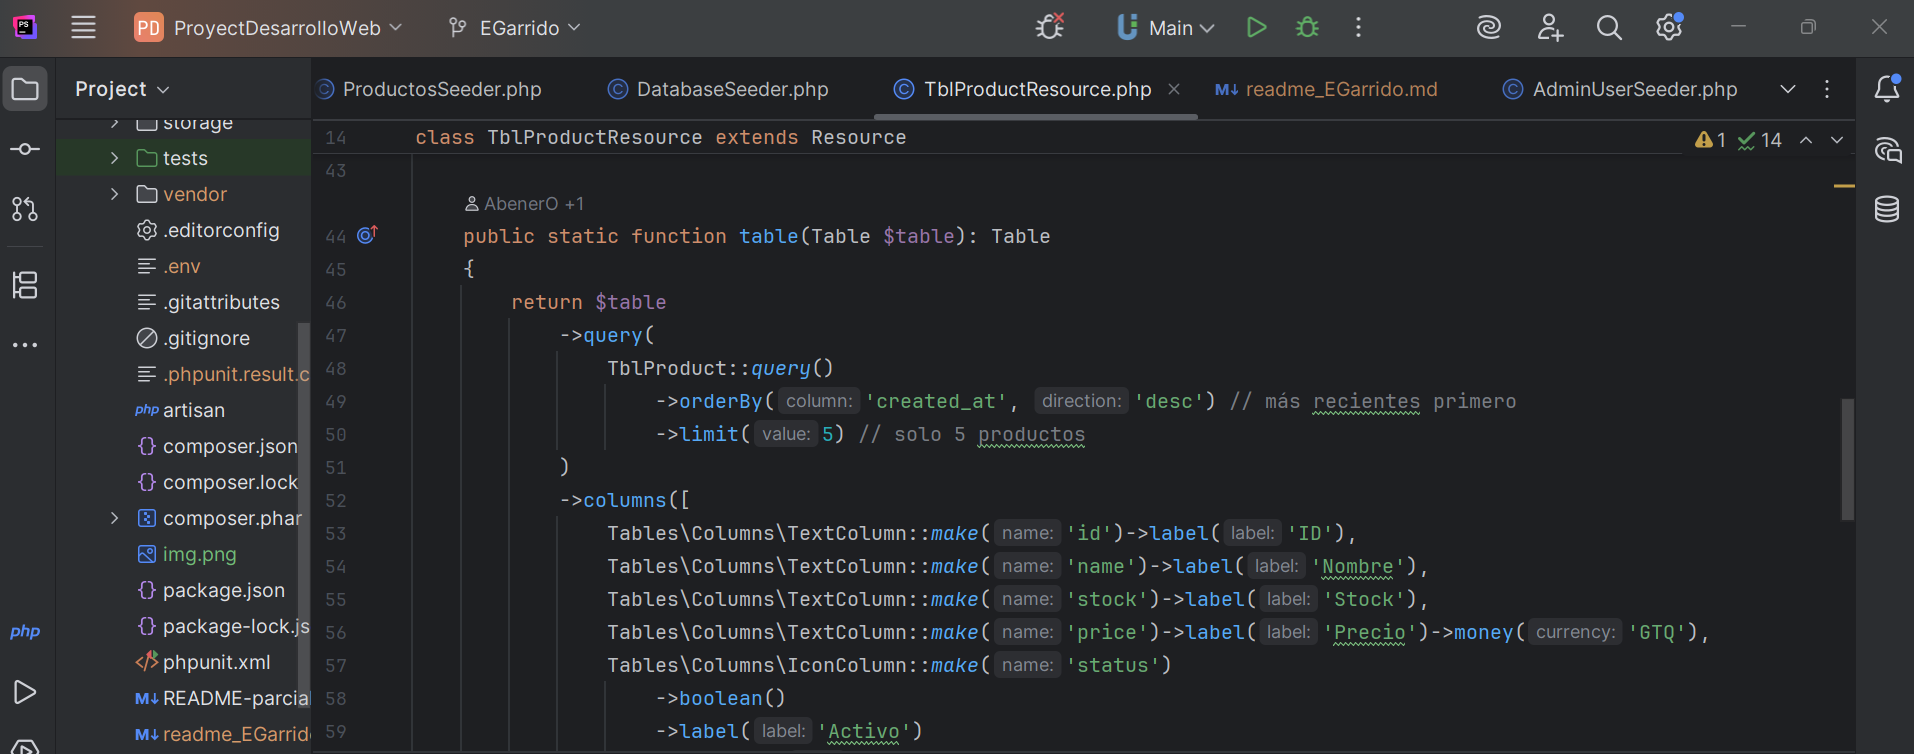 PS
PD ProyectDesarrolloWeb EGarrido Main
Project
ProductosSeeder.php DatabaseSeeder.php TblProductResource.php M↓ readme_EGarrido.md AdminUserSeeder.php
storage
tests
vendor
.editorconfig
.env
.gitattributes
.gitignore
.phpunit.result.c
php artisan
{} composer.json
{} composer.lock
composer.phar
img.png
{} package.json
{} package-lock.js
phpunit.xml
M↓ README-parcial
M↓ readme_EGarrido
php
14 class TblProductResource extends Resource
1 14
43
AbenerO +1
44 public static function table(Table $table): Table
45 {
46 return $table
47 ->query(
48 TblProduct::query()
49 ->orderBy( column: 'created_at', direction: 'desc') // más recientes primero
50 ->limit( value: 5) // solo 5 productos
51 )
52 ->columns([
53 Tables\Columns\TextColumn::make( name: 'id')->label( label: 'ID'),
54 Tables\Columns\TextColumn::make( name: 'name')->label( label: 'Nombre'),
55 Tables\Columns\TextColumn::make( name: 'stock')->label( label: 'Stock'),
56 Tables\Columns\TextColumn::make( name: 'price')->label( label: 'Precio')->money( currency: 'GTQ'),
57 Tables\Columns\IconColumn::make( name: 'status')
58 ->boolean()
59 ->label( label: 'Activo')